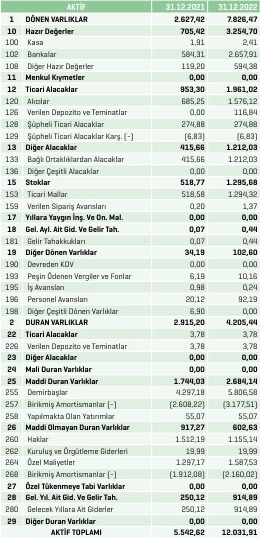 AKTİF 31.12.2021 31.12.2022
1 DÖNEN VARLIKLAR 2.627,42 7.826,47
10 Hazır Değerler 705,42 3.254,70
100 Kasa 1,91 2,41
102 Bankalar 584,31 2.657,91
108 Diğer Hazır Değerler 119,20 594,38
11 Menkul Kıymetler 0,00 0,00
12 Ticari Alacaklar 953,30 1.961,02
120 Alıcılar 685,25 1.576,12
126 Verilen Depozito ve Teminatlar 0,00 116,84
128 Şüpheli Ticari Alacaklar 274,88 274,88
129 Şüpheli Ticari Alacaklar Karş. (-) (6,83) (6,83)
13 Diğer Alacaklar 415,66 1.212,03
133 Bağlı Ortaklıklardan Alacaklar 415,66 1.212,03
136 Diğer Çeşitli Alacaklar 0,00 0,00
15 Stoklar 518,77 1.295,68
153 Ticari Mallar 518,58 1.294,32
159 Verilen Sipariş Avansları 0,20 1,37
17 Yıllara Yaygın İnş. Ve On. Mal. 0,00 0,00
18 Gel. Ayl. Ait Gid. Ve Gelir Tah. 0,07 0,44
181 Gelir Tahakkukları 0,07 0,44
19 Diğer Dönen Varlıklar 34,19 102,60
190 Devreden KDV 0,00 0,00
193 Peşin Ödenen Vergiler ve Fonlar 6,19 10,16
195 İş Avansları 0,98 0,24
196 Personel Avansları 20,12 92,19
198 Diğer Çeşitli Dönen Varlıklar 6,90 0,00
2 DURAN VARLIKLAR 2.915,20 4.205,44
22 Ticari Alacaklar 3,78 3,78
226 Verilen Depozito ve Teminatlar 3,78 3,78
23 Diğer Alacaklar 0,00 0,00
24 Mali Duran Varlıklar 0,00 0,00
25 Maddi Duran Varlıklar 1.744,03 2.684,14
255 Demirbaşlar 4.297,18 5.806,58
257 Birikmiş Amortismanlar (-) (2.608,22) (3.177,51)
258 Yapılmakta Olan Yatırımlar 55,07 55,07
26 Maddi Olmayan Duran Varlıklar 917,27 602,63
260 Haklar 1.512,19 1.155,14
262 Kuruluş ve Örgütleme Giderleri 19,99 19,99
264 Özel Maliyetler 1.297,17 1.587,53
268 Birikmiş Amortismanlar (-) (1.912,08) (2.160,02)
27 Özel Tükenmeye Tabi Varlıklar 0,00 0,00
28 Gel. Yıl. Ait Gid. Ve Gelir Tah. 250,12 914,89
280 Gelecek Yıllara Ait Giderler 250,12 914,89
29 Diğer Duran Varlıklar 0,00 0,00
AKTİF TOPLAMI 5.542,62 12.031,91